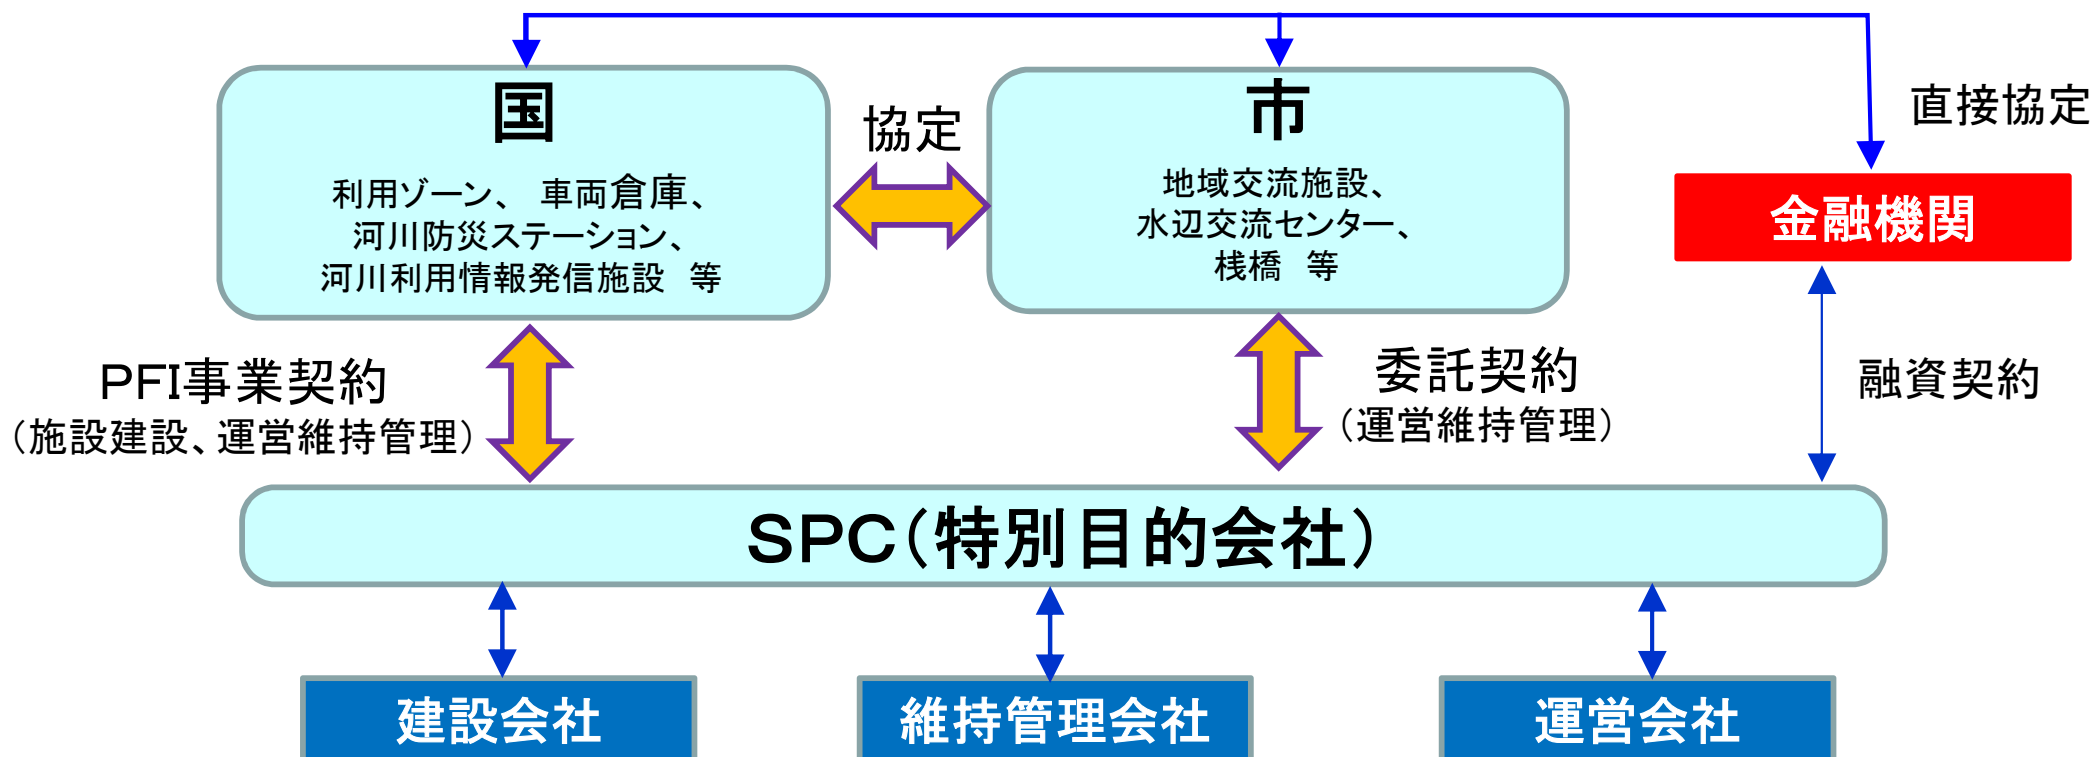 国
利用ゾーン、 車両倉庫、
河川防災ステーション、
河川利用情報発信施設　等
協定
市
地域交流施設、
水辺交流センター、
桟橋　等
直接協定
金融機関
PFI事業契約
（施設建設、運営維持管理）
委託契約
（運営維持管理）
融資契約
SPC（特別目的会社）
建設会社
維持管理会社
運営会社